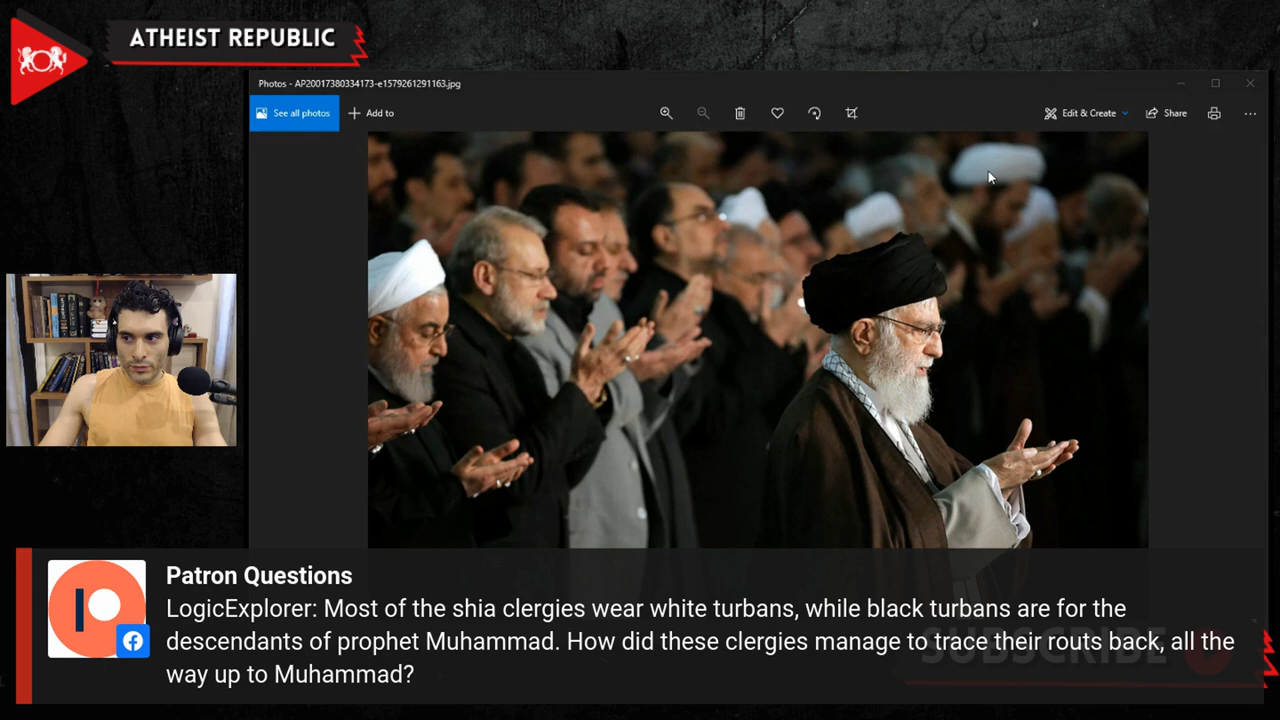 ATHEIST REPUBLIC
Photos - AP20017380334173-e1579261291163.jpg
See all photos
Add to
Edit & Create
Share
Patron Questions
LogicExplorer: Most of the shia clergies wear white turbans, while black turbans are for the
descendants of prophet Muhammad. How did these clergies manage to trace their routs back, all the
way up to Muhammad?
SUBSCRIBE